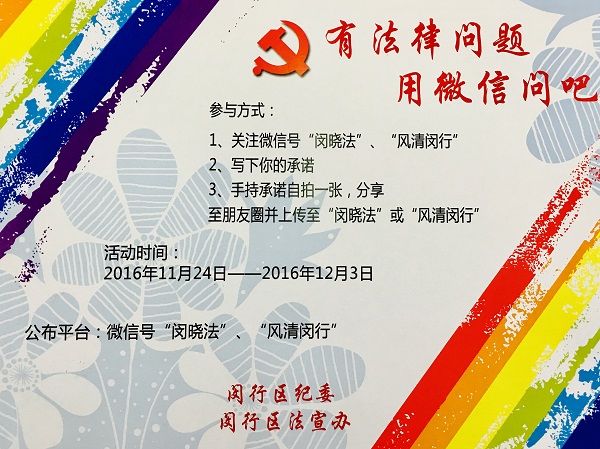 有法律问题
用微信问吧
参与方式：
1、关注微信号“闵晓法”、“风清闵行”
2、写下你的承诺
3、手持承诺自拍一张，分享
至朋友圈并上传至“闵晓法”或“风清闵行”
活动时间：
2016年11月24日——2016年12月3日
公布平台：微信号“闵晓法”、“风清闵行”
闵行区纪委
闵行区法宣办